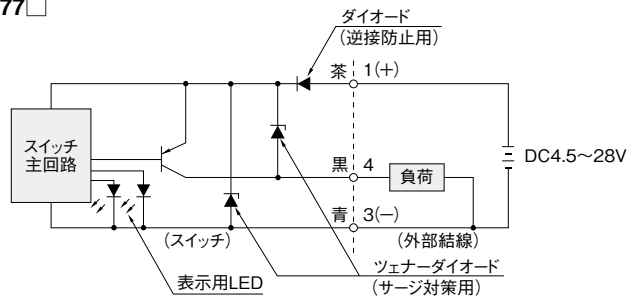 77□
ダイオード
(逆接防止用)
茶 1(+)
スイッチ
主回路
黒 4
負荷
DC4.5〜28V
青 3(−)
(スイッチ)
(外部結線)
表示用LED
ツェナーダイオード
(サージ対策用)